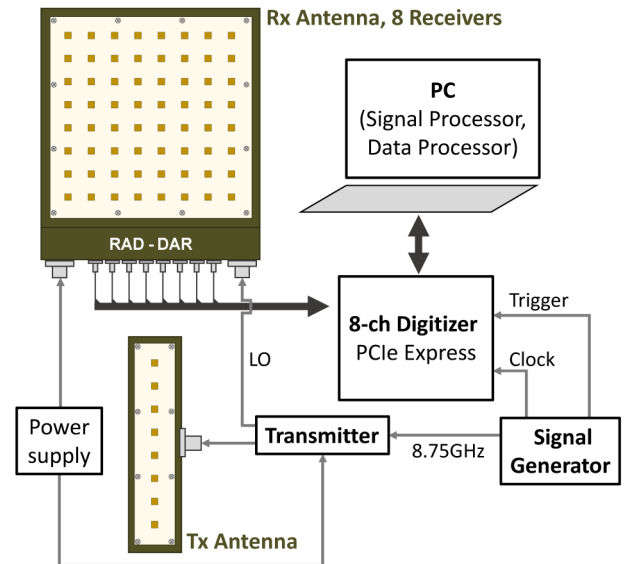 Rx Antenna, 8 Receivers
PC
(Signal Processor,
Data Processor)
RAD - DAR
8-ch Digitizer
PCIe Express
Trigger
Clock
LO
Power
supply
Transmitter
8.75GHz
Signal
Generator
Tx Antenna